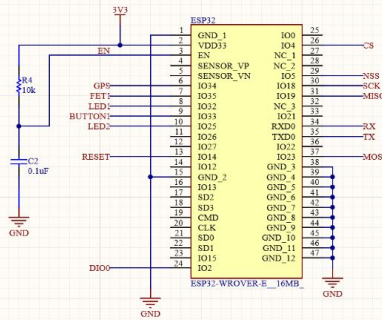 3V3
ESP32
1 GND_1 IO0 25
2 VDD33 IO4 26 CS
EN 3 EN NC_1 27
4 SENSOR_VP NC_2 28
5 SENSOR_VN IO5 29 NSS
GPS 6 IO34 IO18 30 SCK
FET1 7 IO35 IO19 31 MISO
LED1 8 IO32 NC_3 32
BUTTON1 9 IO33 IO21 33
LED2 10 IO25 RXD0 34 RX
11 IO26 TXD0 35 TX
12 IO27 IO22 36
RESET 13 IO14 IO23 37 MOS
14 IO12 GND_3 38
15 GND_2 GND_4 39
16 IO13 GND_5 40
17 SD2 GND_6 41
18 SD3 GND_7 42
19 CMD GND_8 43
20 CLK GND_9 44
21 SD0 GND_10 45
22 SD1 GND_11 46
23 IO15 GND_12 47
DIO0 24 IO2
ESP32-WROVER-E__16MB_
R4
10k
C2
0.1uF
GND
GND
GND